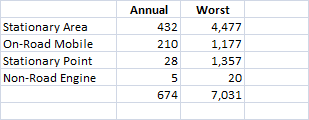 Annual Worst
Stationary Area 432 4,477
On-Road Mobile 210 1,177
Stationary Point 28 1,357
Non-Road Engine 5 20
674 7,031